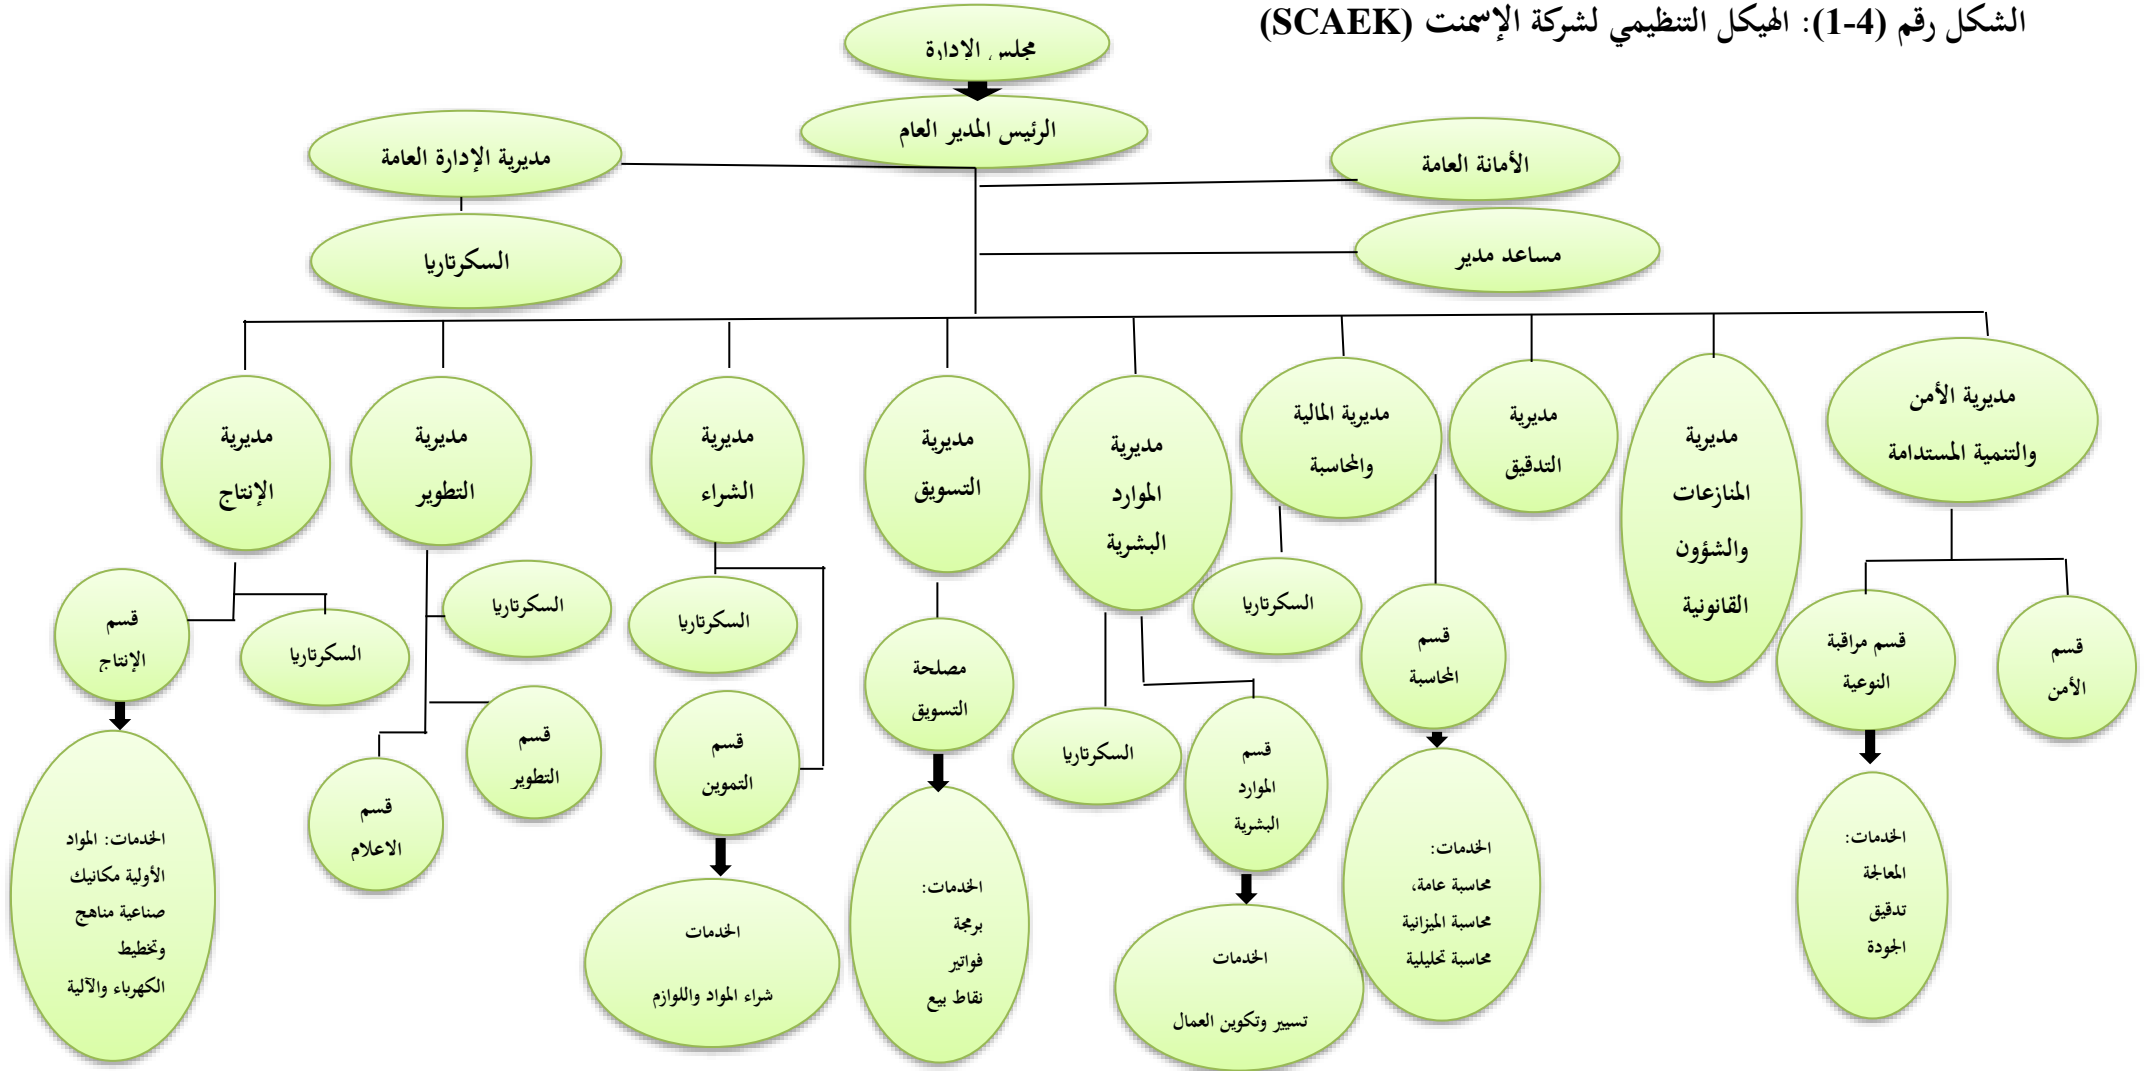 الشكل رقم (4-1): الهيكل التنظيمي لشركة الإسمنت (SCAEK)
مجلس الإدارة
الرئيس المدير العام
الأمانة العامة
مديرية الإدارة العامة
مساعد مدير
السكرتاريا
مديرية الأمن
والتنمية المستدامة
مديرية
المنازعات
والشؤون
القانونية
مديرية
التدقيق
مديرية المالية
والمحاسبة
مديرية
الموارد
البشرية
مديرية
التسويق
مديرية
الشراء
مديرية
التطوير
مديرية
الإنتاج
قسم
الأمن
قسم مراقبة
النوعية
قسم
المحاسبة
السكرتاريا
قسم
الموارد
البشرية
السكرتاريا
مصلحة
التسويق
السكرتاريا
قسم
التموين
السكرتاريا
قسم
التطوير
قسم
الاعلام
السكرتاريا
قسم
الإنتاج
الخدمات:
المعالجة
تدقيق
الجودة
الخدمات:
محاسبة عامة،
محاسبة الميزانية
محاسبة تحليلية
الخدمات
تسيير وتكوين العمال
الخدمات:
برمجة
فواتير
نقاط بيع
الخدمات
شراء المواد واللوازم
الخدمات: المواد
الأولية مكانيك
صناعية مناهج
وتخطيط
الكهرباء والآلية